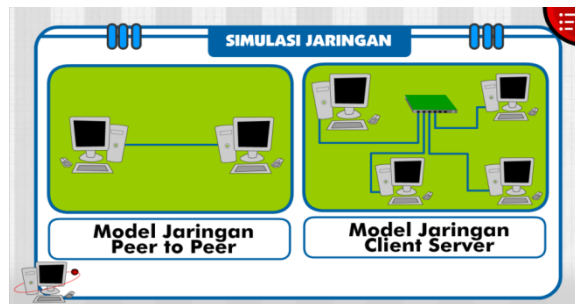 SIMULASI JARINGAN
Model Jaringan
Peer to Peer
Model Jaringan
Client Server